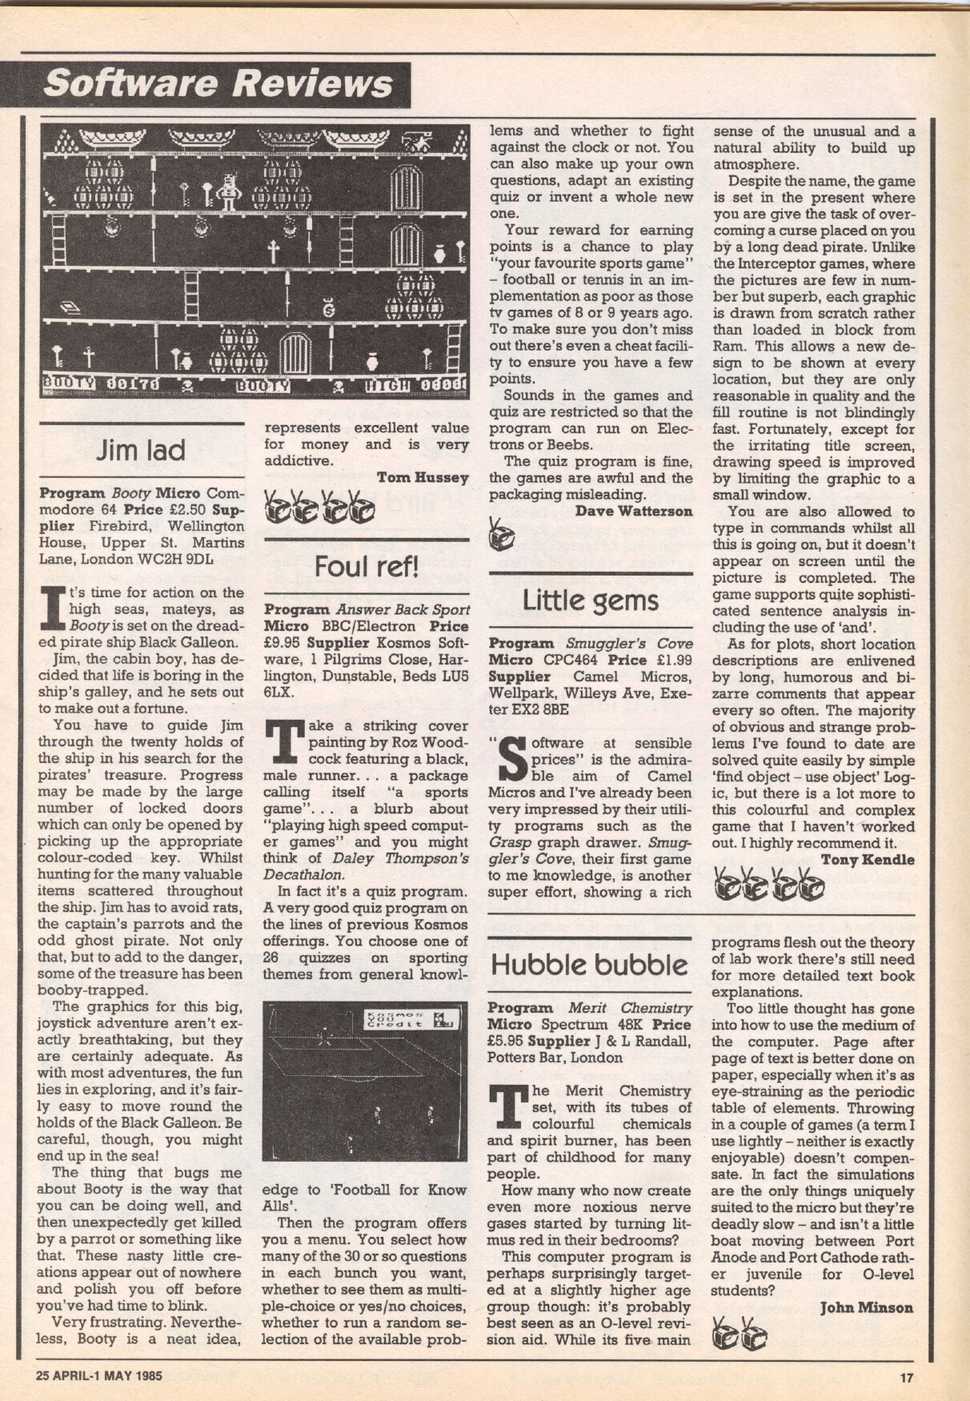 Software Reviews
BOOTY 00170 BOOTY HIGH 0000
Jim lad
Program Booty Micro Com-
modore 64 Price £2.50 Sup-
plier Firebird, Wellington
House, Upper St. Martins
Lane, London WC2H 9DL
It's time for action on the
high seas, mateys, as
Booty is set on the dread-
ed pirate ship Black Galleon.
Jim, the cabin boy, has de-
cided that life is boring in the
ship's galley, and he sets out
to make out a fortune.
You have to guide Jim
through the twenty holds of
the ship in his search for the
pirates' treasure. Progress
may be made by the large
number of locked doors
which can only be opened by
picking up the appropriate
colour-coded key. Whilst
hunting for the many valuable
items scattered throughout
the ship. Jim has to avoid rats,
the captain's parrots and the
odd ghost pirate. Not only
that, but to add to the danger,
some of the treasure has been
booby-trapped.
The graphics for this big,
joystick adventure aren't ex-
actly breathtaking, but they
are certainly adequate. As
with most adventures, the fun
lies in exploring, and it's fair-
ly easy to move round the
holds of the Black Galleon. Be
careful, though, you might
end up in the sea!
The thing that bugs me
about Booty is the way that
you can be doing well, and
then unexpectedly get killed
by a parrot or something like
that. These nasty little cre-
ations appear out of nowhere
and polish you off before
you've had time to blink.
Very frustrating. Neverthe-
less, Booty is a neat idea,
represents excellent value
for money and is very
addictive.
Tom Hussey
Foul ref!
Program Answer Back Sport
Micro BBC/Electron Price
£9.95 Supplier Kosmos Soft-
ware, 1 Pilgrims Close, Har-
lington, Dunstable, Beds LU5
6LX.
Take a striking cover
painting by Roz Wood-
cock featuring a black,
male runner. . . a package
calling itself "a sports
game". . . a blurb about
"playing high speed comput-
er games" and you might
think of Daley Thompson's
Decathalon.
In fact it's a quiz program.
A very good quiz program on
the lines of previous Kosmos
offerings. You choose one of
26 quizzes on sporting
themes from general knowl-
Kosmos
Credit
edge to 'Football for Know
Alls'.
Then the program offers
you a menu. You select how
many of the 30 or so questions
in each bunch you want,
whether to see them as multi-
ple-choice or yes/no choices,
whether to run a random se-
lection of the available prob-
lems and whether to fight
against the clock or not. You
can also make up your own
questions, adapt an existing
quiz or invent a whole new
one.
Your reward for earning
points is a chance to play
"your favourite sports game"
– football or tennis in an im-
plementation as poor as those
tv games of 8 or 9 years ago.
To make sure you don't miss
out there's even a cheat facili-
ty to ensure you have a few
points.
Sounds in the games and
quiz are restricted so that the
program can run on Elec-
trons or Beebs.
The quiz program is fine,
the games are awful and the
packaging misleading.
Dave Watterson
Little gems
Program Smuggler's Cove
Micro CPC464 Price £1.99
Supplier Camel Micros,
Wellpark, Willeys Ave, Exe-
ter EX2 8BE
"Software at sensible
prices" is the admira-
ble aim of Camel
Micros and I've already been
very impressed by their utili-
ty programs such as the
Grasp graph drawer. Smug-
gler's Cove, their first game
to me knowledge, is another
super effort, showing a rich
sense of the unusual and a
natural ability to build up
atmosphere.
Despite the name, the game
is set in the present where
you are give the task of over-
coming a curse placed on you
by a long dead pirate. Unlike
the Interceptor games, where
the pictures are few in num-
ber but superb, each graphic
is drawn from scratch rather
than loaded in block from
Ram. This allows a new de-
sign to be shown at every
location, but they are only
reasonable in quality and the
fill routine is not blindingly
fast. Fortunately, except for
the irritating title screen,
drawing speed is improved
by limiting the graphic to a
small window.
You are also allowed to
type in commands whilst all
this is going on, but it doesn't
appear on screen until the
picture is completed. The
game supports quite sophisti-
cated sentence analysis in-
cluding the use of 'and'.
As for plots, short location
descriptions are enlivened
by long, humorous and bi-
zarre comments that appear
every so often. The majority
of obvious and strange prob-
lems I've found to date are
solved quite easily by simple
'find object – use object' Log-
ic, but there is a lot more to
this colourful and complex
game that I haven't worked
out. I highly recommend it.
Tony Kendle
Hubble bubble
Program Merit Chemistry
Micro Spectrum 48K Price
£5.95 Supplier J & L Randall,
Potters Bar, London
The Merit Chemistry
set, with its tubes of
colourful chemicals
and spirit burner, has been
part of childhood for many
people.
How many who now create
even more noxious nerve
gases started by turning lit-
mus red in their bedrooms?
This computer program is
perhaps surprisingly target-
ed at a slightly higher age
group though: it's probably
best seen as an O-level revi-
sion aid. While its five main
programs flesh out the theory
of lab work there's still need
for more detailed text book
explanations.
Too little thought has gone
into how to use the medium of
the computer. Page after
page of text is better done on
paper, especially when it's as
eye-straining as the periodic
table of elements. Throwing
in a couple of games (a term I
use lightly – neither is exactly
enjoyable) doesn't compen-
sate. In fact the simulations
are the only things uniquely
suited to the micro but they're
deadly slow – and isn't a little
boat moving between Port
Anode and Port Cathode rath-
er juvenile for O-level
students?
John Minson
25 APRIL-1 MAY 1985
17